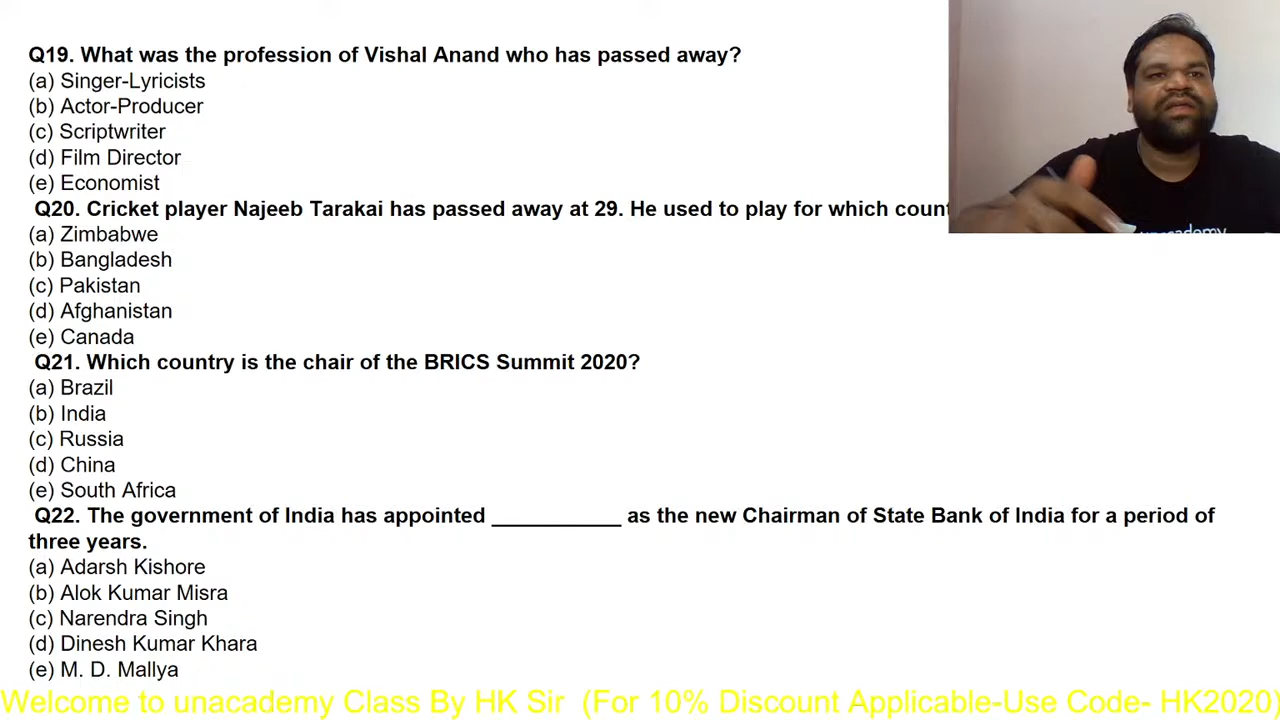 Q19. What was the profession of Vishal Anand who has passed away?
(a) Singer-Lyricists
(b) Actor-Producer
(c) Scriptwriter
(d) Film Director
(e) Economist
Q20. Cricket player Najeeb Tarakai has passed away at 29. He used to play for which count
(a) Zimbabwe
(b) Bangladesh
(c) Pakistan
(d) Afghanistan
(e) Canada
Q21. Which country is the chair of the BRICS Summit 2020?
(a) Brazil
(b) India
(c) Russia
(d) China
(e) South Africa
Q22. The government of India has appointed ___________ as the new Chairman of State Bank of India for a period of
three years.
(a) Adarsh Kishore
(b) Alok Kumar Misra
(c) Narendra Singh
(d) Dinesh Kumar Khara
(e) M. D. Mallya
Welcome to unacademy Class By HK Sir (For 10% Discount Applicable-Use Code- HK2020)
unacademy